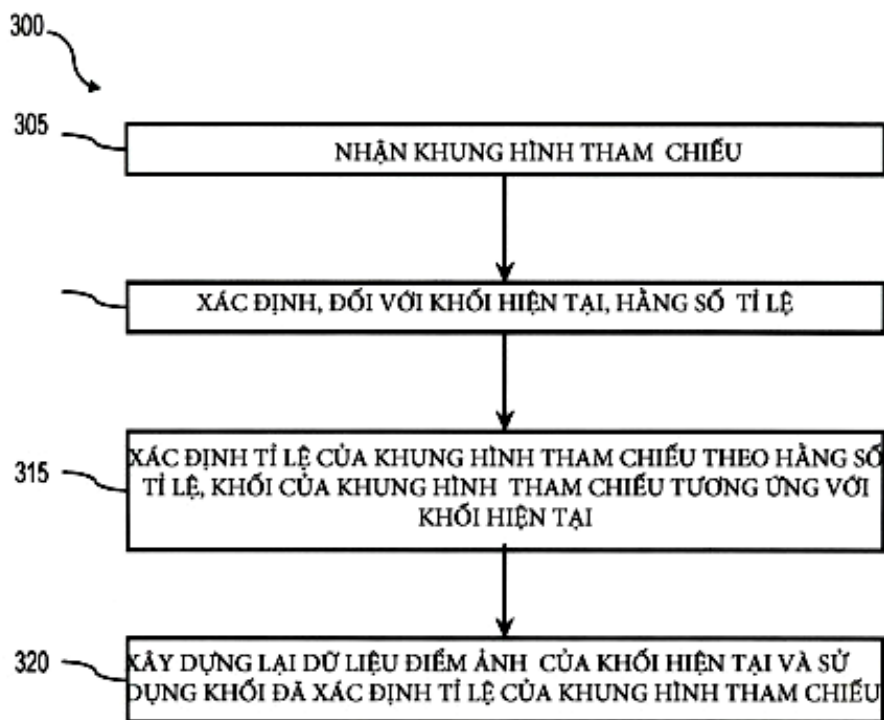 300
305
NHẬN KHUNG HÌNH THAM CHIẾU
XÁC ĐỊNH, ĐỐI VỚI KHỐI HIỆN TẠI, HẰNG SỐ TỈ LỆ
315
XÁC ĐỊNH TỈ LỆ CỦA KHUNG HÌNH THAM CHIẾU THEO HẰNG SỐ
TỈ LỆ, KHỐI CỦA KHUNG HÌNH THAM CHIẾU TƯƠNG ỨNG VỚI
KHỐI HIỆN TẠI
320
XÂY DỰNG LẠI DỮ LIỆU ĐIỂM ẢNH CỦA KHỐI HIỆN TẠI VÀ SỬ
DỤNG KHỐI ĐÃ XÁC ĐỊNH TỈ LỆ CỦA KHUNG HÌNH THAM CHIẾU